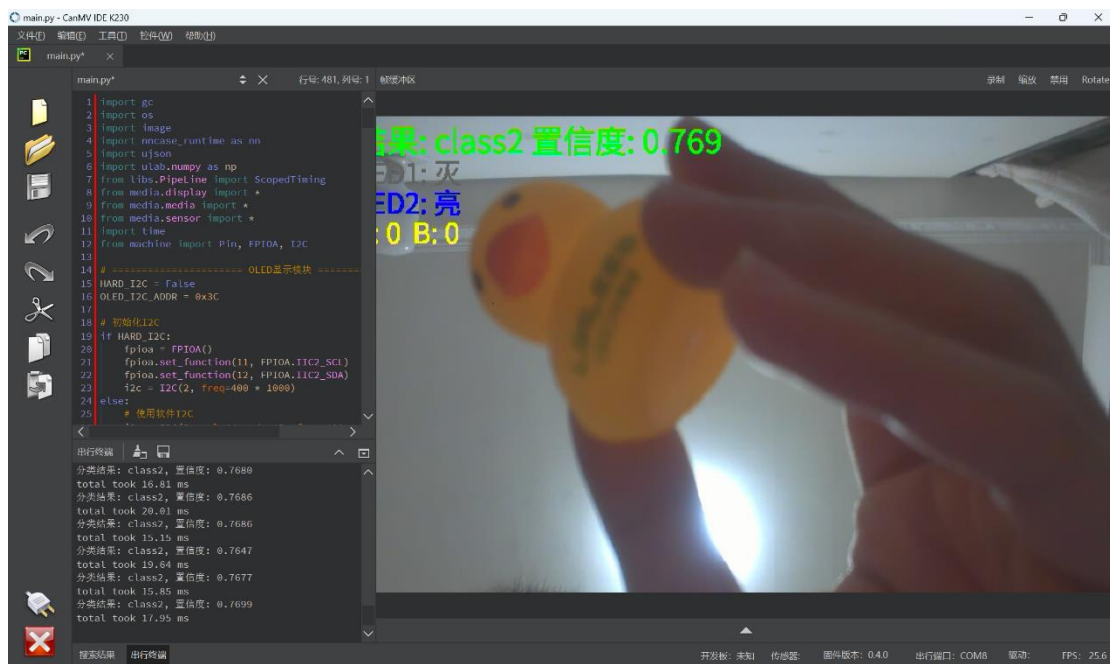 main.py - CanMV IDE K230
文件(F) 编辑(E) 工具(T) 控件(W) 帮助(H)
main.py*
main.py* 行号: 481, 列号: 1 帧缓冲区 录制 缩放 禁用 Rotate
1 import gc
2 import os
3 import image
4 import nncase_runtime as nn
5 import ujson
6 import ulab.numpy as np
7 from libs.PipeLine import ScopedTiming
8 from media.display import *
9 from media.media import *
10 from media.sensor import *
11 import time
12 from machine import Pin, FPIOA, I2C
13
14 # ====================== OLED显示模块 =======
15 HARD_I2C = False
16 OLED_I2C_ADDR = 0x3C
17
18 # 初始化I2C
19 if HARD_I2C:
20 fpioa = FPIOA()
21 fpioa.set_function(11, FPIOA.IIC2_SCL)
22 fpioa.set_function(12, FPIOA.IIC2_SDA)
23 i2c = I2C(2, freq=400 * 1000)
24 else:
25 # 使用软件I2C
结果: class2 置信度: 0.769
ED1: 灭
ED2: 亮
: 0 B: 0
串行终端
分类结果: class2, 置信度: 0.7680
total took 16.81 ms
分类结果: class2, 置信度: 0.7686
total took 20.01 ms
分类结果: class2, 置信度: 0.7686
total took 15.15 ms
分类结果: class2, 置信度: 0.7647
total took 19.64 ms
分类结果: class2, 置信度: 0.7677
total took 15.85 ms
分类结果: class2, 置信度: 0.7699
total took 17.95 ms
搜索结果 串行终端 开发板: 未知 传感器: 固件版本: 0.4.0 串行端口: COM8 驱动: FPS: 25.6